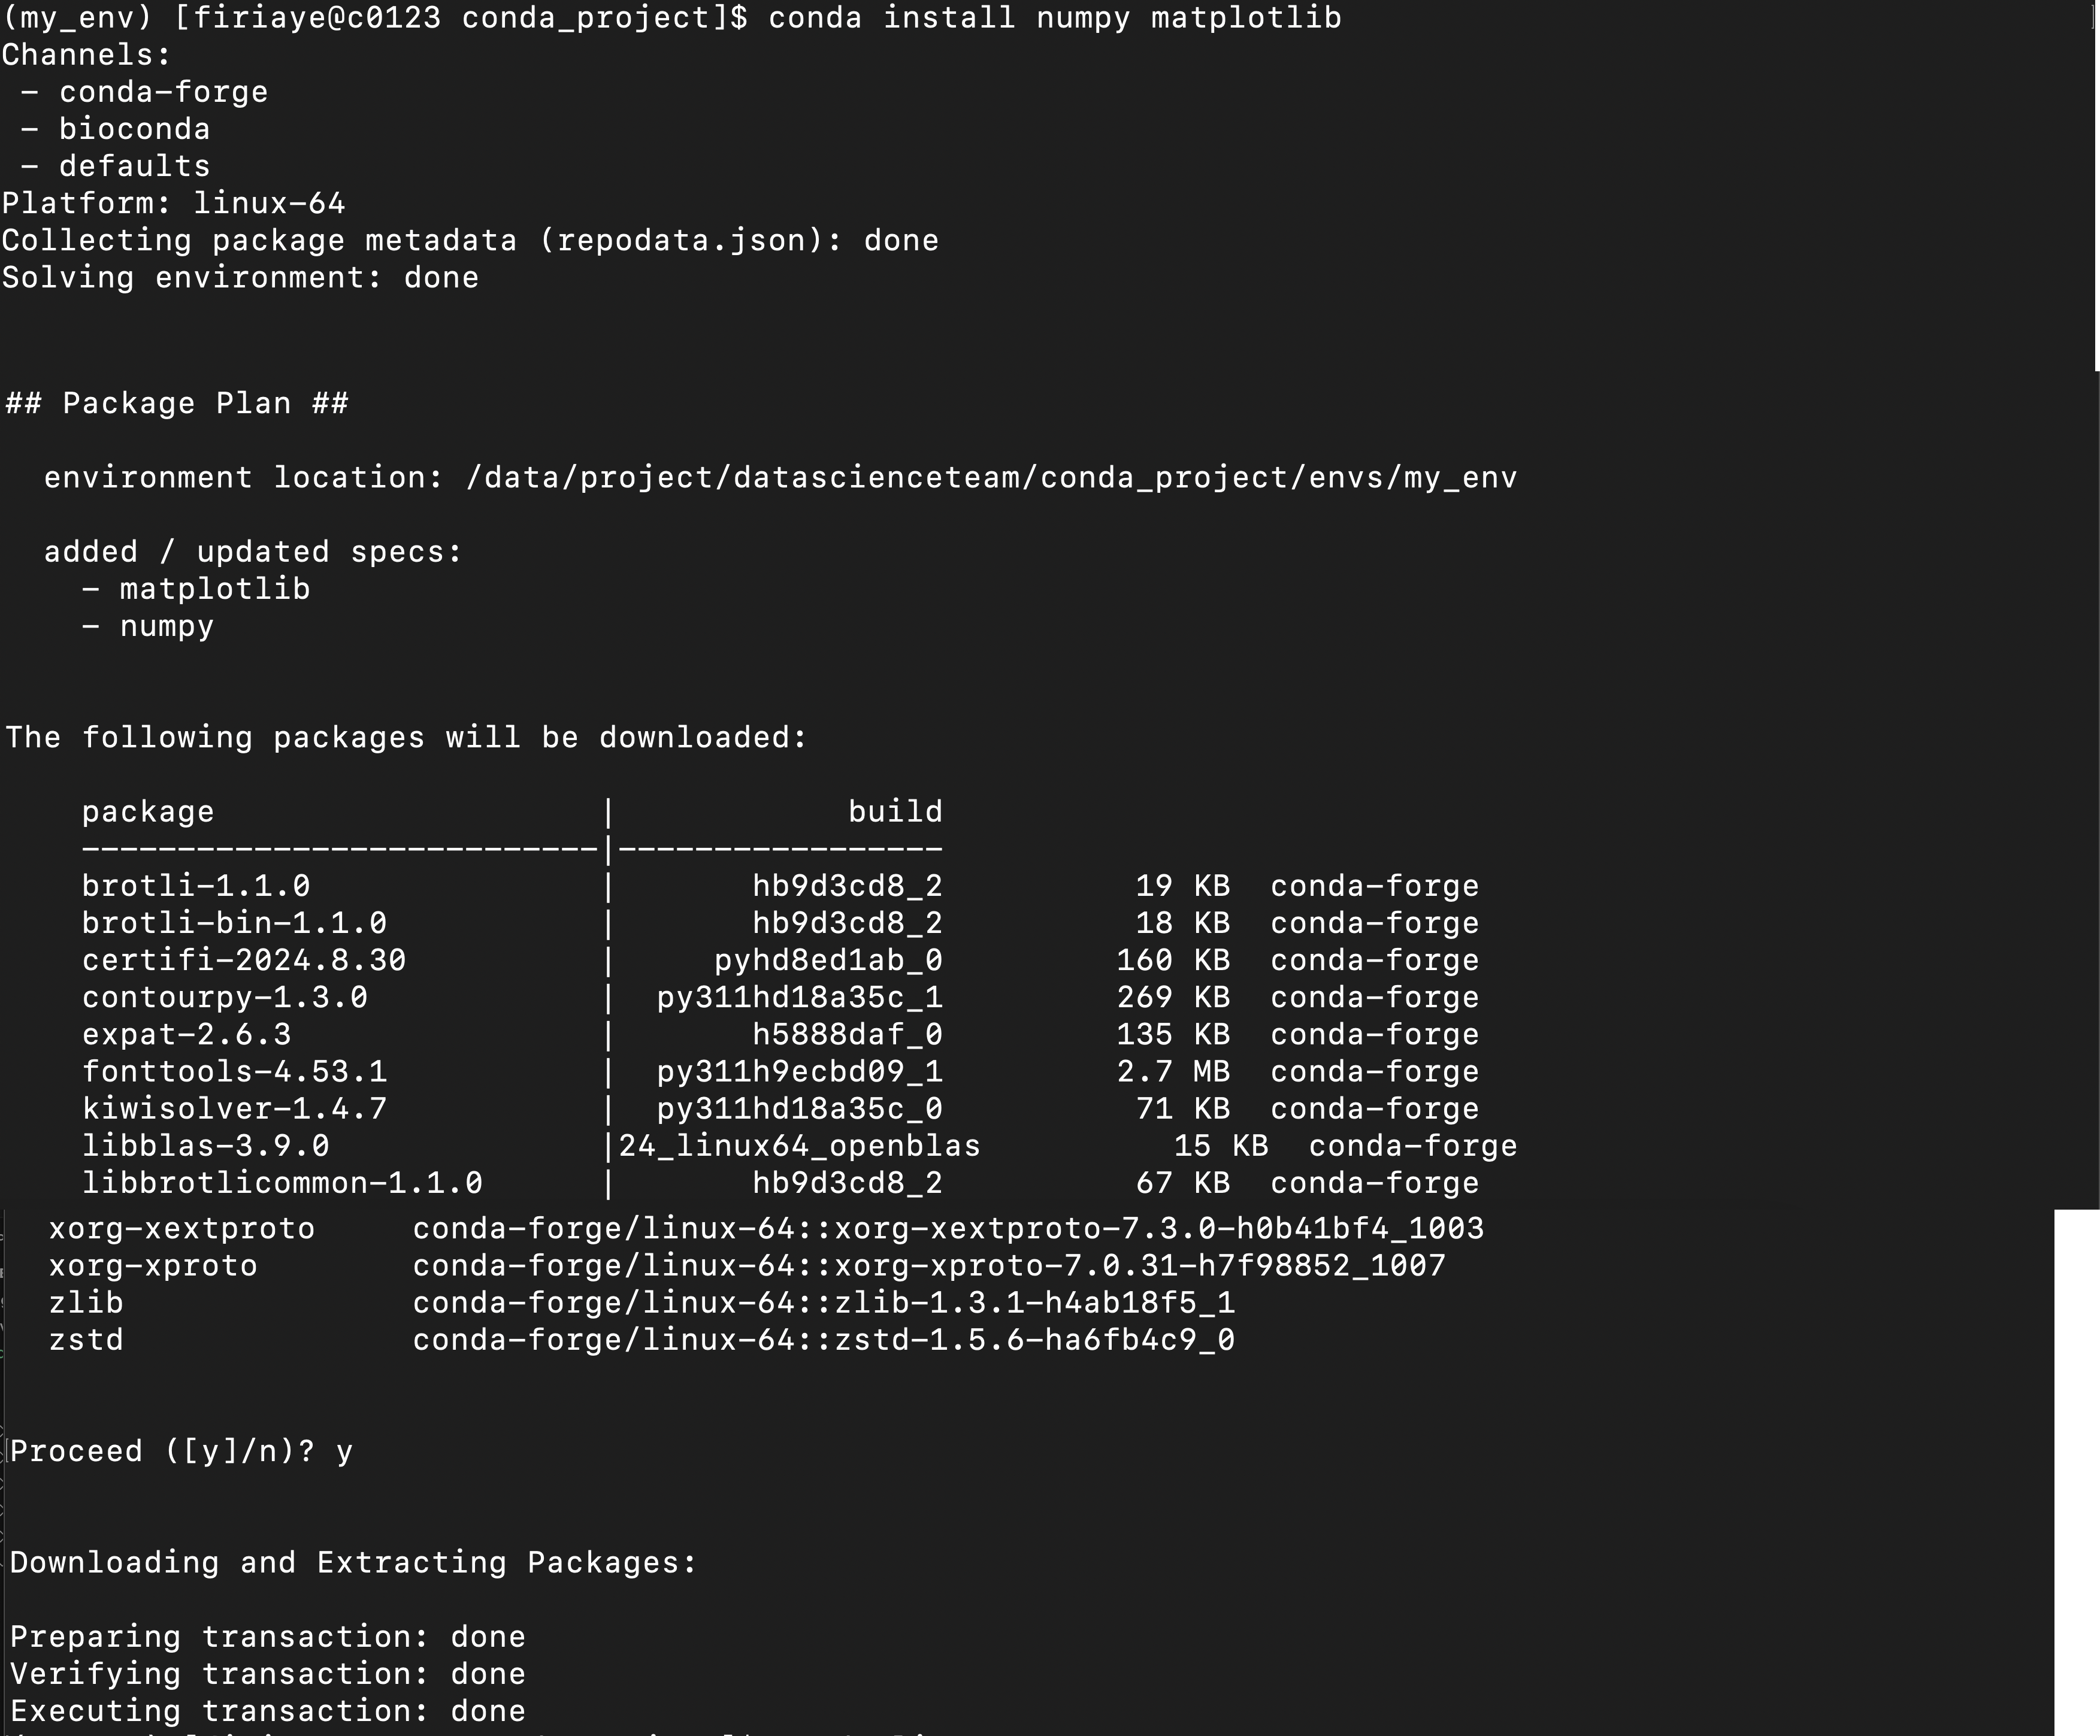 (my_env) [firiaye@c0123 conda_project]$ conda install numpy matplotlib
Channels:
 - conda-forge
 - bioconda
 - defaults
Platform: linux-64
Collecting package metadata (repodata.json): done
Solving environment: done
## Package Plan ##
  environment location: /data/project/datascienceteam/conda_project/envs/my_env
  added / updated specs:
    - matplotlib
    - numpy
The following packages will be downloaded:
    package                    |            build
    ---------------------------|-----------------
    brotli-1.1.0               |       hb9d3cd8_2          19 KB  conda-forge
    brotli-bin-1.1.0           |       hb9d3cd8_2          18 KB  conda-forge
    certifi-2024.8.30          |     pyhd8ed1ab_0         160 KB  conda-forge
    contourpy-1.3.0            |  py311hd18a35c_1         269 KB  conda-forge
    expat-2.6.3                |       h5888daf_0         135 KB  conda-forge
    fonttools-4.53.1           |  py311h9ecbd09_1         2.7 MB  conda-forge
    kiwisolver-1.4.7           |  py311hd18a35c_0          71 KB  conda-forge
    libblas-3.9.0              |24_linux64_openblas          15 KB  conda-forge
    libbrotlicommon-1.1.0      |       hb9d3cd8_2          67 KB  conda-forge
  xorg-xextproto     conda-forge/linux-64::xorg-xextproto-7.3.0-h0b41bf4_1003
  xorg-xproto        conda-forge/linux-64::xorg-xproto-7.0.31-h7f98852_1007
  zlib               conda-forge/linux-64::zlib-1.3.1-h4ab18f5_1
  zstd               conda-forge/linux-64::zstd-1.5.6-ha6fb4c9_0
Proceed ([y]/n)? y
Downloading and Extracting Packages:
Preparing transaction: done
Verifying transaction: done
Executing transaction: done